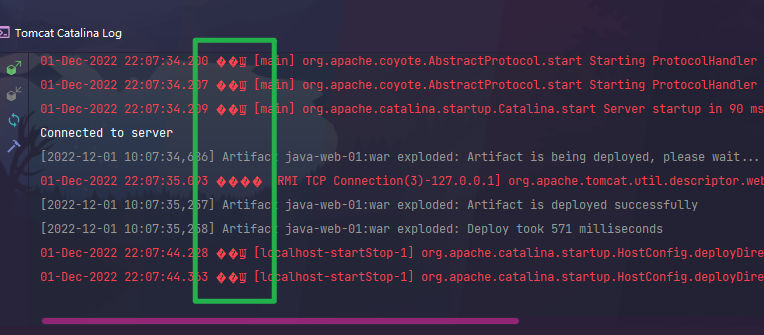 Tomcat Catalina Log
01-Dec-2022 22:07:34.200 ��Ϣ [main] org.apache.coyote.AbstractProtocol.start Starting ProtocolHandler
01-Dec-2022 22:07:34.207 ��Ϣ [main] org.apache.coyote.AbstractProtocol.start Starting ProtocolHandler
01-Dec-2022 22:07:34.209 ��Ϣ [main] org.apache.catalina.startup.Catalina.start Server startup in 90 ms
Connected to server
[2022-12-01 10:07:34,686] Artifact java-web-01:war exploded: Artifact is being deployed, please wait...
01-Dec-2022 22:07:35.093 ���� [RMI TCP Connection(3)-127.0.0.1] org.apache.tomcat.util.descriptor.web
[2022-12-01 10:07:35,257] Artifact java-web-01:war exploded: Artifact is deployed successfully
[2022-12-01 10:07:35,258] Artifact java-web-01:war exploded: Deploy took 571 milliseconds
01-Dec-2022 22:07:44.228 ��Ϣ [localhost-startStop-1] org.apache.catalina.startup.HostConfig.deployDire
01-Dec-2022 22:07:44.353 ��Ϣ [localhost-startStop-1] org.apache.catalina.startup.HostConfig.deployDire